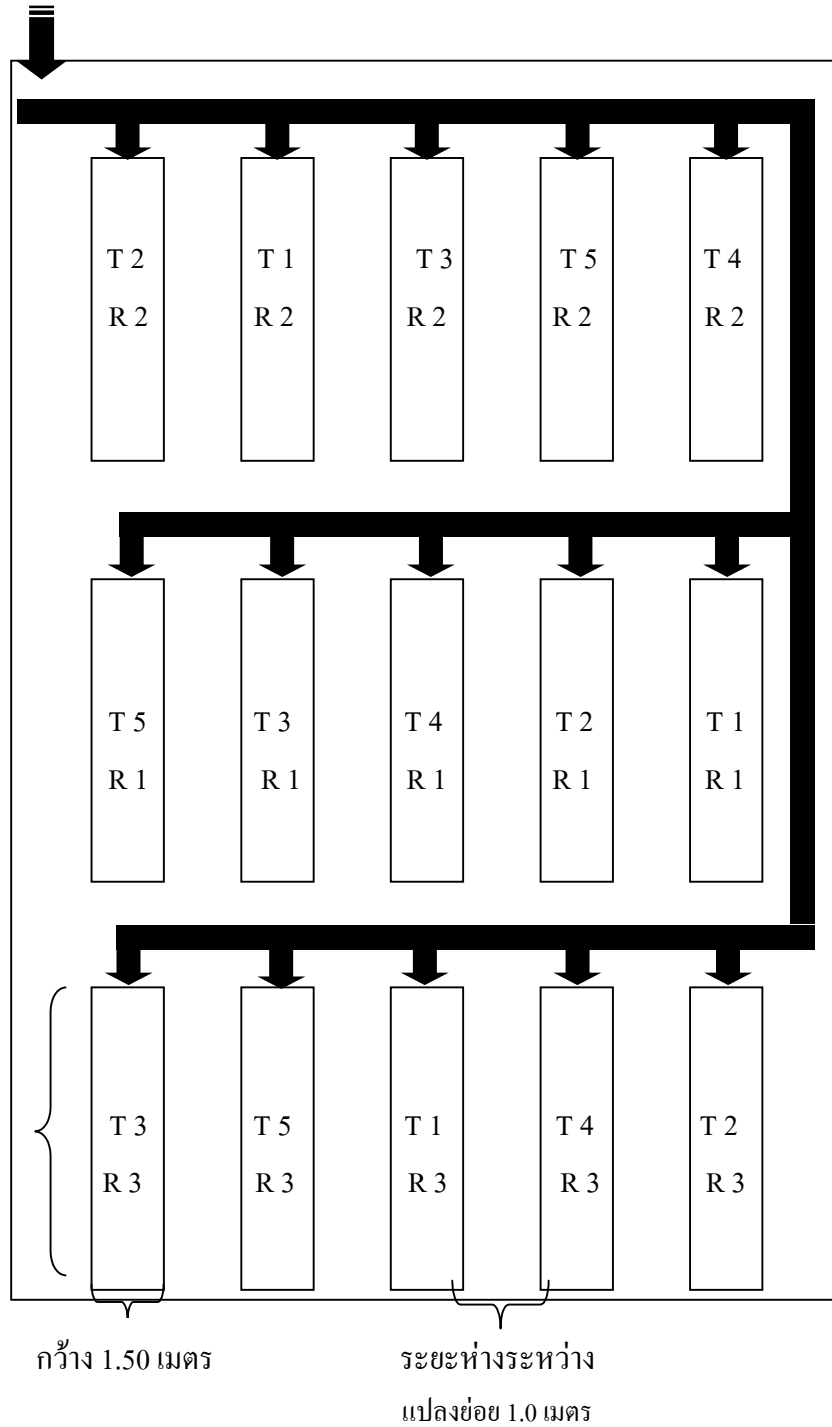 T 2 T 1 T 3 T 5 T 4
R 2 R 2 R 2 R 2 R 2
T 5 T 3 T 4 T 2 T 1
R 1 R 1 R 1 R 1 R 1
T 3 T 5 T 1 T 4 T 2
R 3 R 3 R 3 R 3 R 3
กว้าง 1.50 เมตร ระยะห่างระหว่าง
แปลงย่อย 1.0 เมตร